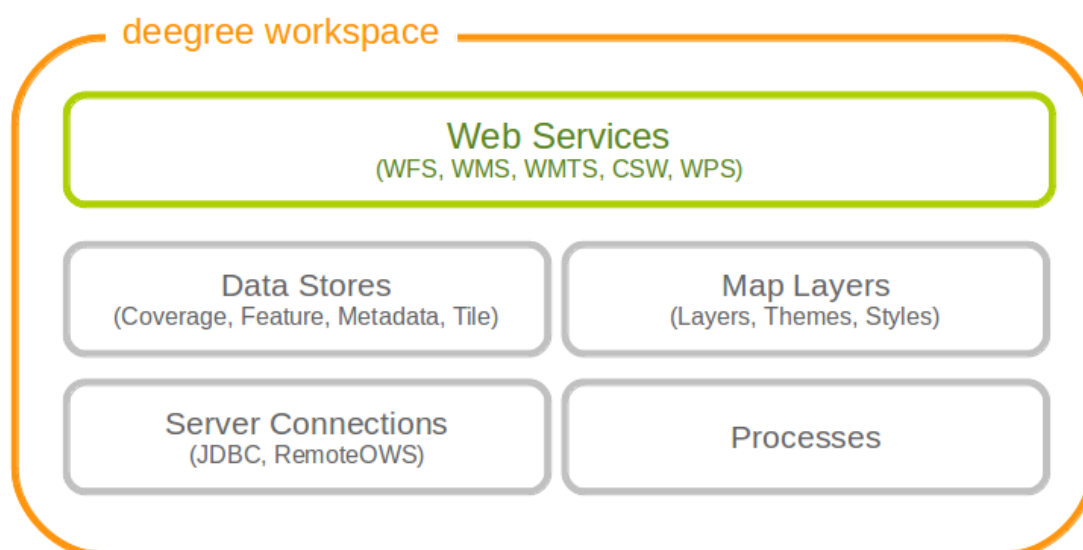 deegree workspace
Web Services
(WFS, WMS, WMTS, CSW, WPS)
Data Stores
(Coverage, Feature, Metadata, Tile)
Map Layers
(Layers, Themes, Styles)
Server Connections
(JDBC, RemoteOWS)
Processes